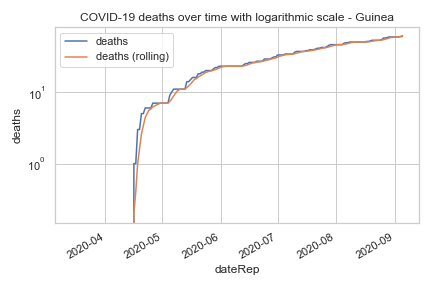 COVID-19 deaths over time with logarithmic scale - Guinea
deaths
deaths (rolling)
10¹
10⁰
deaths
2020-04
2020-05
2020-06
2020-07
2020-08
2020-09
dateRep